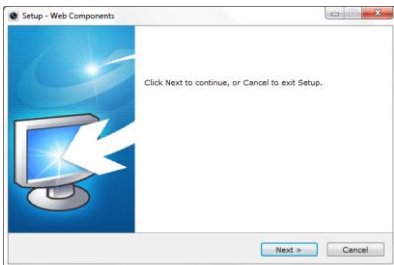 Setup - Web Components
Click Next to continue, or Cancel to exit Setup.
Next >
Cancel